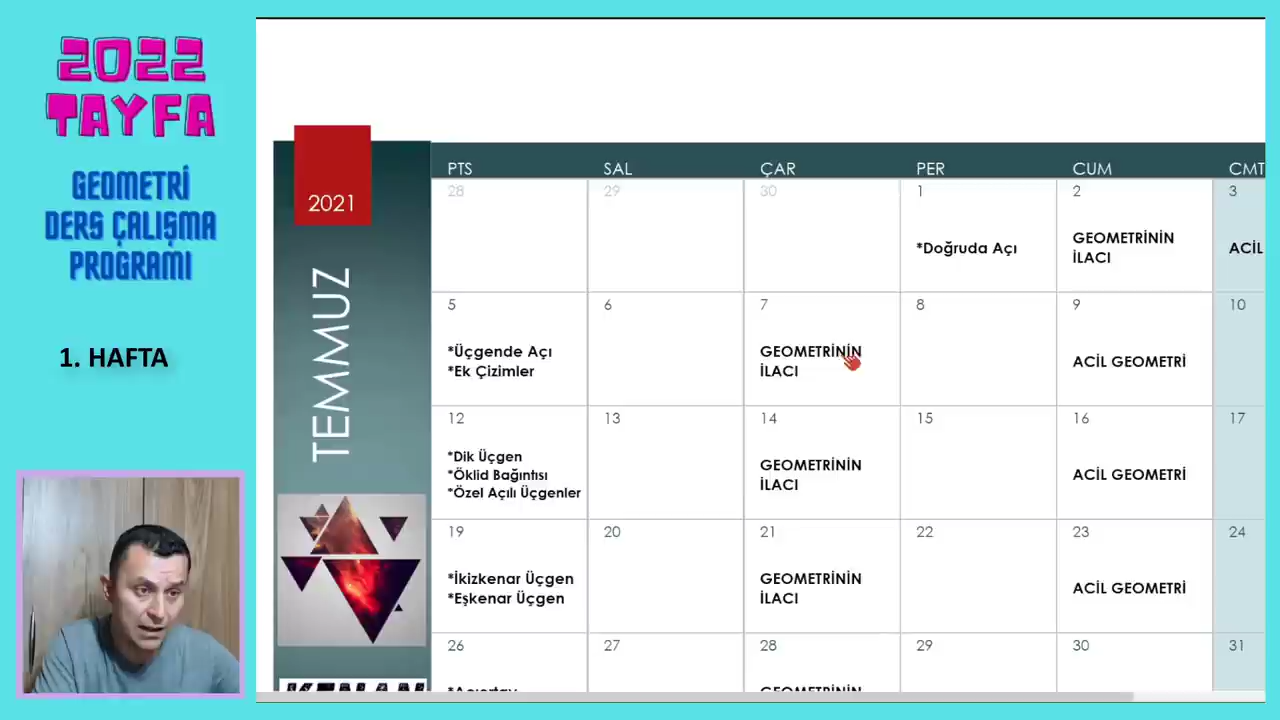 2022
TAYFA
GEOMETRİ
DERS ÇALIŞMA
PROGRAMI
1. HAFTA
2021
TEMMUZ
PTS SAL ÇAR PER CUM CMT
28 29 30 1 2 3
*Doğruda Açı
GEOMETRİNİN
İLACI
ACİL
5 6 7 8 9 10
*Üçgende Açı
*Ek Çizimler
GEOMETRİNİN
İLACI
ACİL GEOMETRİ
12 13 14 15 16 17
*Dik Üçgen
*Öklid Bağıntısı
*Özel Açılı Üçgenler
GEOMETRİNİN
İLACI
ACİL GEOMETRİ
19 20 21 22 23 24
*İkizkenar Üçgen
*Eşkenar Üçgen
GEOMETRİNİN
İLACI
ACİL GEOMETRİ
26 27 28 29 30 31
*Açıortay
GEOMETRİNİN
KENAN